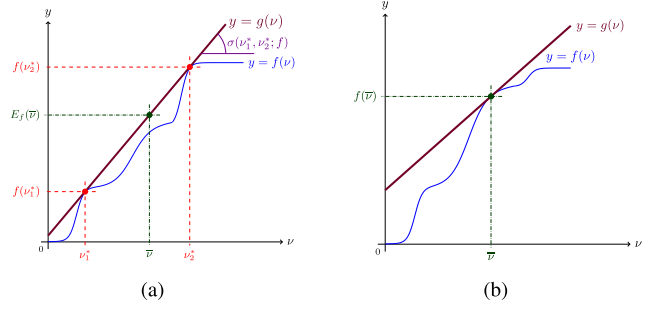 y
y = g(ν)
σ(ν₁*, ν₂*; f)
f(ν₂*)
y = f(ν)
E_f(ν̅)
f(ν₁*)
0
ν₁*
ν̅
ν₂*
ν
(a)
y
y = g(ν)
y = f(ν)
f(ν̅)
0
ν̅
ν
(b)